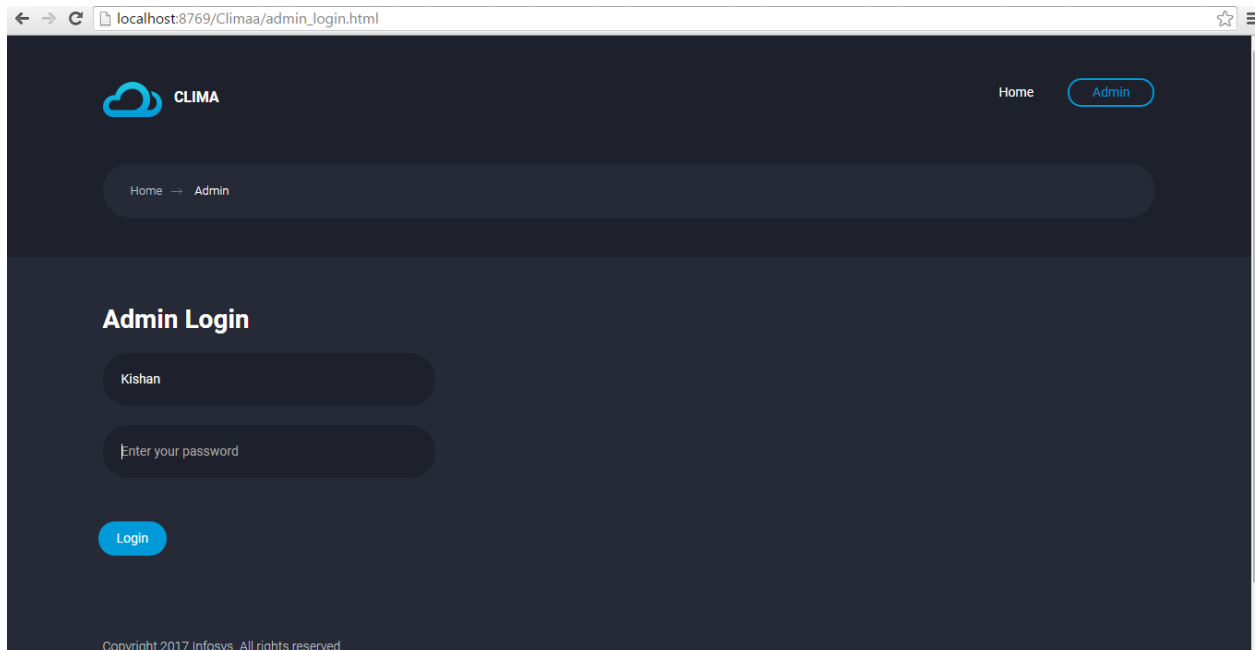 localhost:8769/Climaa/admin_login.html
CLIMA
Home
Admin
Home → Admin
Admin Login
Kishan
Enter your password
Login
Copyright 2017 Infosys. All rights reserved